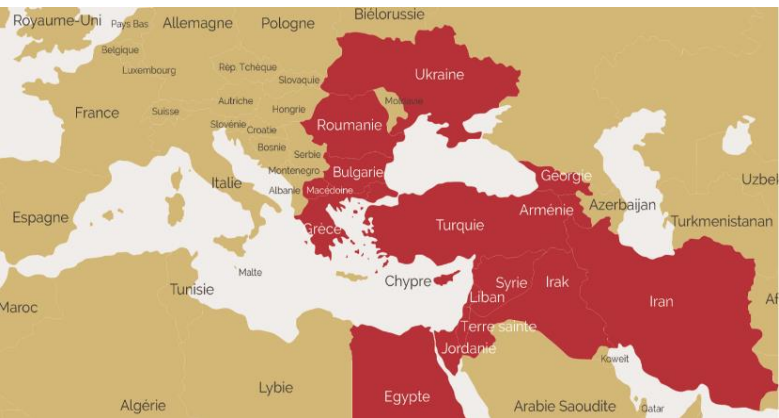 Biélorussie
Royaume-Uni
Pays Bas
Allemagne
Pologne
Belgique
Luxembourg
Rép. Tchèque
Slovaquie
Ukraine
France
Suisse
Autriche
Hongrie
Slovénie
Croatie
Roumanie
Bosnie
Serbie
Italie
Montenegro
Bulgarie
Albanie
Macédoine
Georgie
Uzbek
Espagne
Grèce
Turquie
Arménie
Azerbaijan
Turkmenistanan
Malte
Tunisie
Chypre
Syrie
Irak
Liban
Iran
Af
Maroc
Terre sainte
Jordanie
Koweit
Algérie
Lybie
Egypte
Arabie Saoudite
Qatar